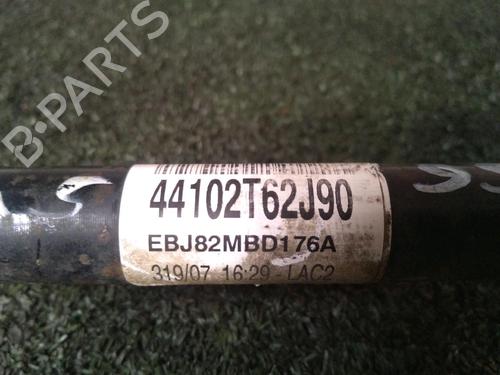 B-PARTS
44102T62J90
EBJ82MBD176A
319/07 16:29 - LAC2